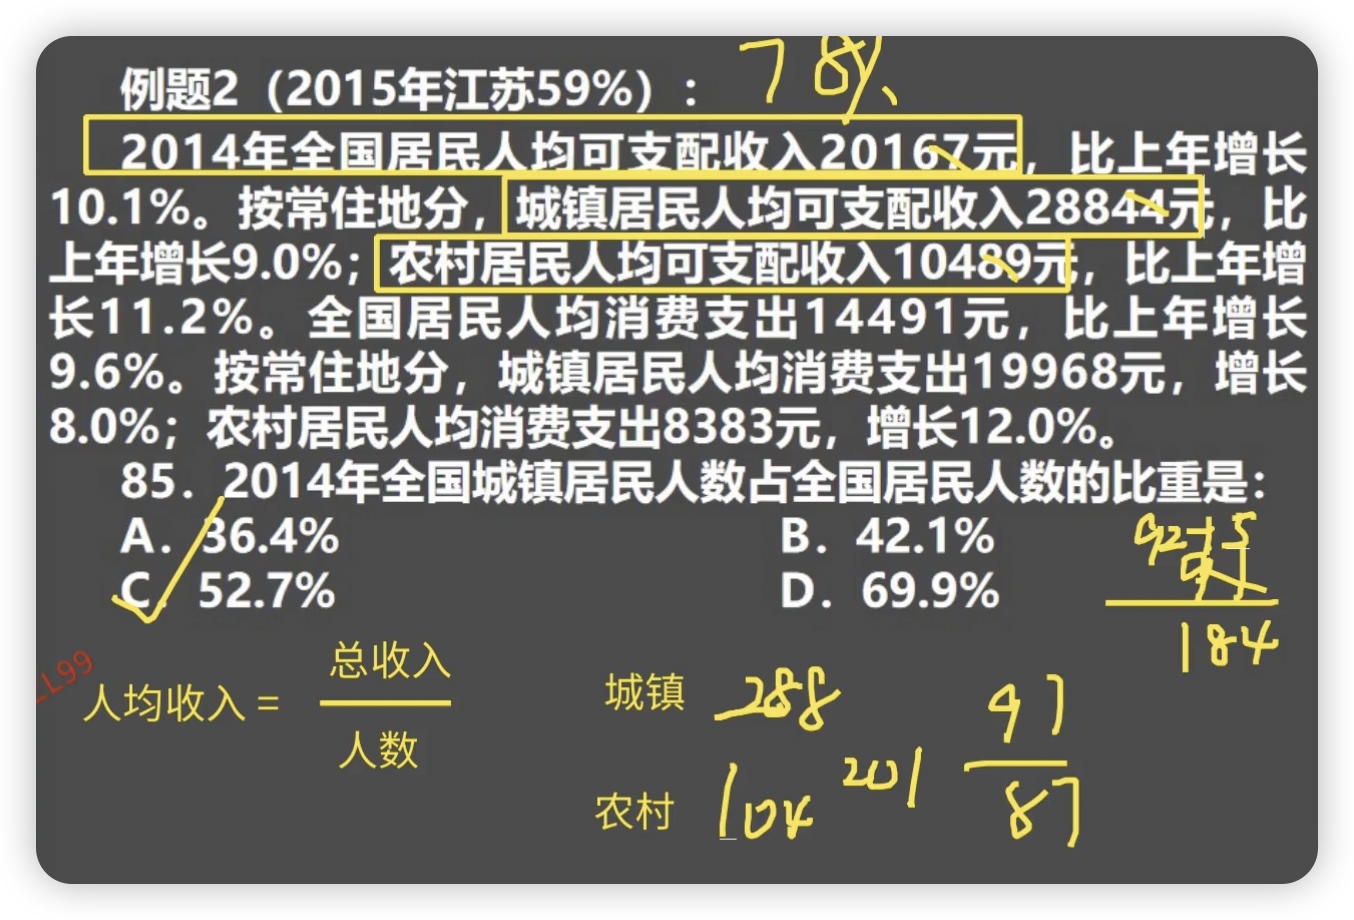 例题2（2015年江苏59%）：
78%
2014年全国居民人均可支配收入20167元，比上年增长
10.1%。按常住地分，城镇居民人均可支配收入28844元，比
上年增长9.0%；农村居民人均可支配收入10489元，比上年增
长11.2%。全国居民人均消费支出14491元，比上年增长
9.6%。按常住地分，城镇居民人均消费支出19968元，增长
8.0%；农村居民人均消费支出8383元，增长12.0%。
85．2014年全国城镇居民人数占全国居民人数的比重是：
A．36.4%
B．42.1%
C．52.7%
D．69.9%
184
人均收入 =
总收入
人数
城镇 288
农村 104
201
97
87